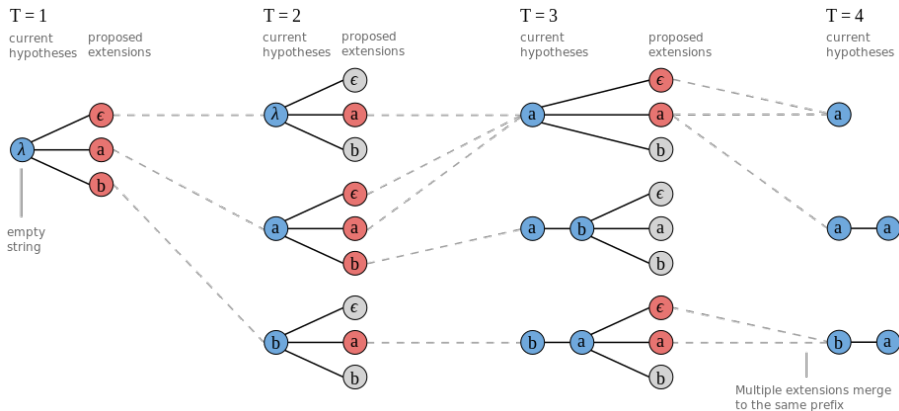 T = 1
T = 2
T = 3
T = 4
current hypotheses
proposed extensions
current hypotheses
proposed extensions
current hypotheses
proposed extensions
current hypotheses
λ
ϵ
a
b
empty
string
λ
ϵ
a
b
a
ϵ
a
b
b
ϵ
a
b
a
ϵ
a
b
a b
ϵ
a
b
b a
ϵ
a
b
a
a a
b a
Multiple extensions merge
to the same prefix